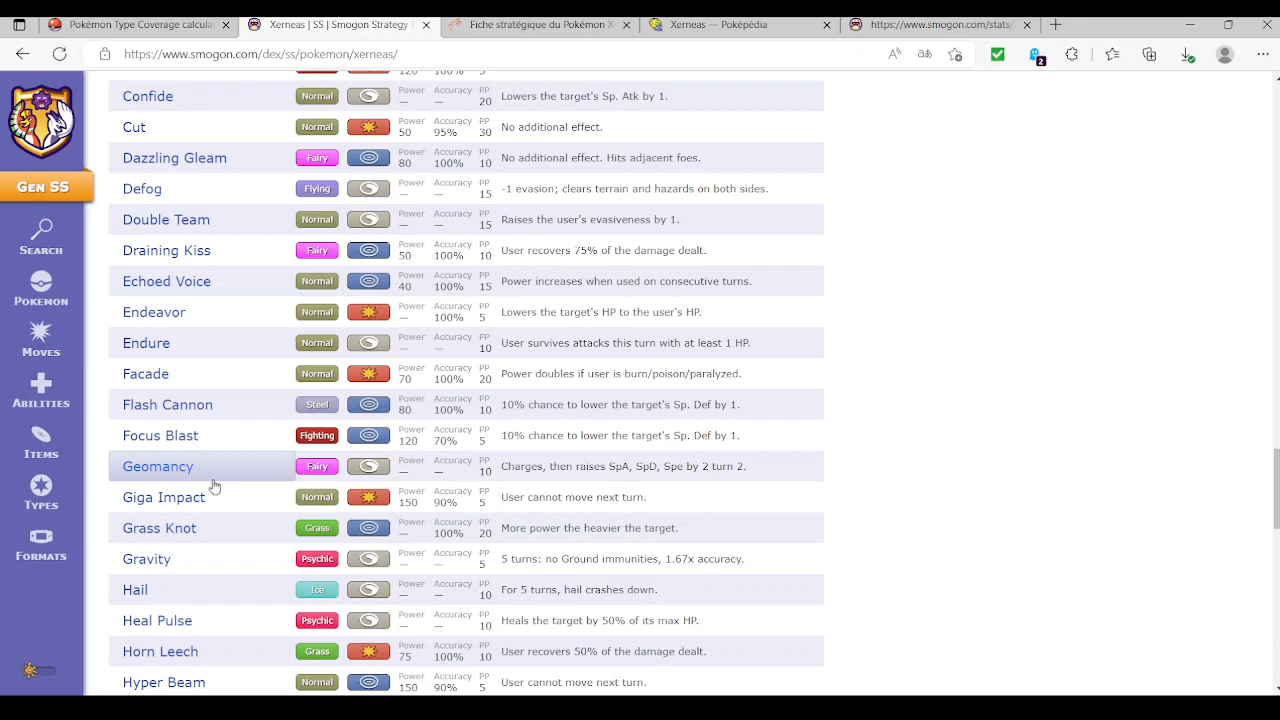 Pokémon Type Coverage calcula
Xerneas | SS | Smogon Strategy
Fiche stratégique du Pokémon X
Xerneas — Poképédia
https://www.smogon.com/stats/
https://www.smogon.com/dex/ss/pokemon/xerneas/
2
120 100% 5
Confide Normal Power — Accuracy — PP 20 Lowers the target's Sp. Atk by 1.
Cut Normal Power 50 Accuracy 95% PP 30 No additional effect.
Dazzling Gleam Fairy Power 80 Accuracy 100% PP 10 No additional effect. Hits adjacent foes.
Defog Flying Power — Accuracy — PP 15 -1 evasion; clears terrain and hazards on both sides.
Double Team Normal Power — Accuracy — PP 15 Raises the user's evasiveness by 1.
Draining Kiss Fairy Power 50 Accuracy 100% PP 10 User recovers 75% of the damage dealt.
Echoed Voice Normal Power 40 Accuracy 100% PP 15 Power increases when used on consecutive turns.
Endeavor Normal Power — Accuracy 100% PP 5 Lowers the target's HP to the user's HP.
Endure Normal Power — Accuracy — PP 10 User survives attacks this turn with at least 1 HP.
Facade Normal Power 70 Accuracy 100% PP 20 Power doubles if user is burn/poison/paralyzed.
Flash Cannon Steel Power 80 Accuracy 100% PP 10 10% chance to lower the target's Sp. Def by 1.
Focus Blast Fighting Power 120 Accuracy 70% PP 5 10% chance to lower the target's Sp. Def by 1.
Geomancy Fairy Power — Accuracy — PP 10 Charges, then raises SpA, SpD, Spe by 2 turn 2.
Giga Impact Normal Power 150 Accuracy 90% PP 5 User cannot move next turn.
Grass Knot Grass Power — Accuracy 100% PP 20 More power the heavier the target.
Gravity Psychic Power — Accuracy — PP 5 5 turns: no Ground immunities, 1.67x accuracy.
Hail Ice Power — Accuracy — PP 10 For 5 turns, hail crashes down.
Heal Pulse Psychic Power — Accuracy — PP 10 Heals the target by 50% of its max HP.
Horn Leech Grass Power 75 Accuracy 100% PP 10 User recovers 50% of the damage dealt.
Hyper Beam Normal Power 150 Accuracy 90% PP 5 User cannot move next turn.
Gen SS
Search
Pokemon
Moves
Abilities
Items
Types
Formats